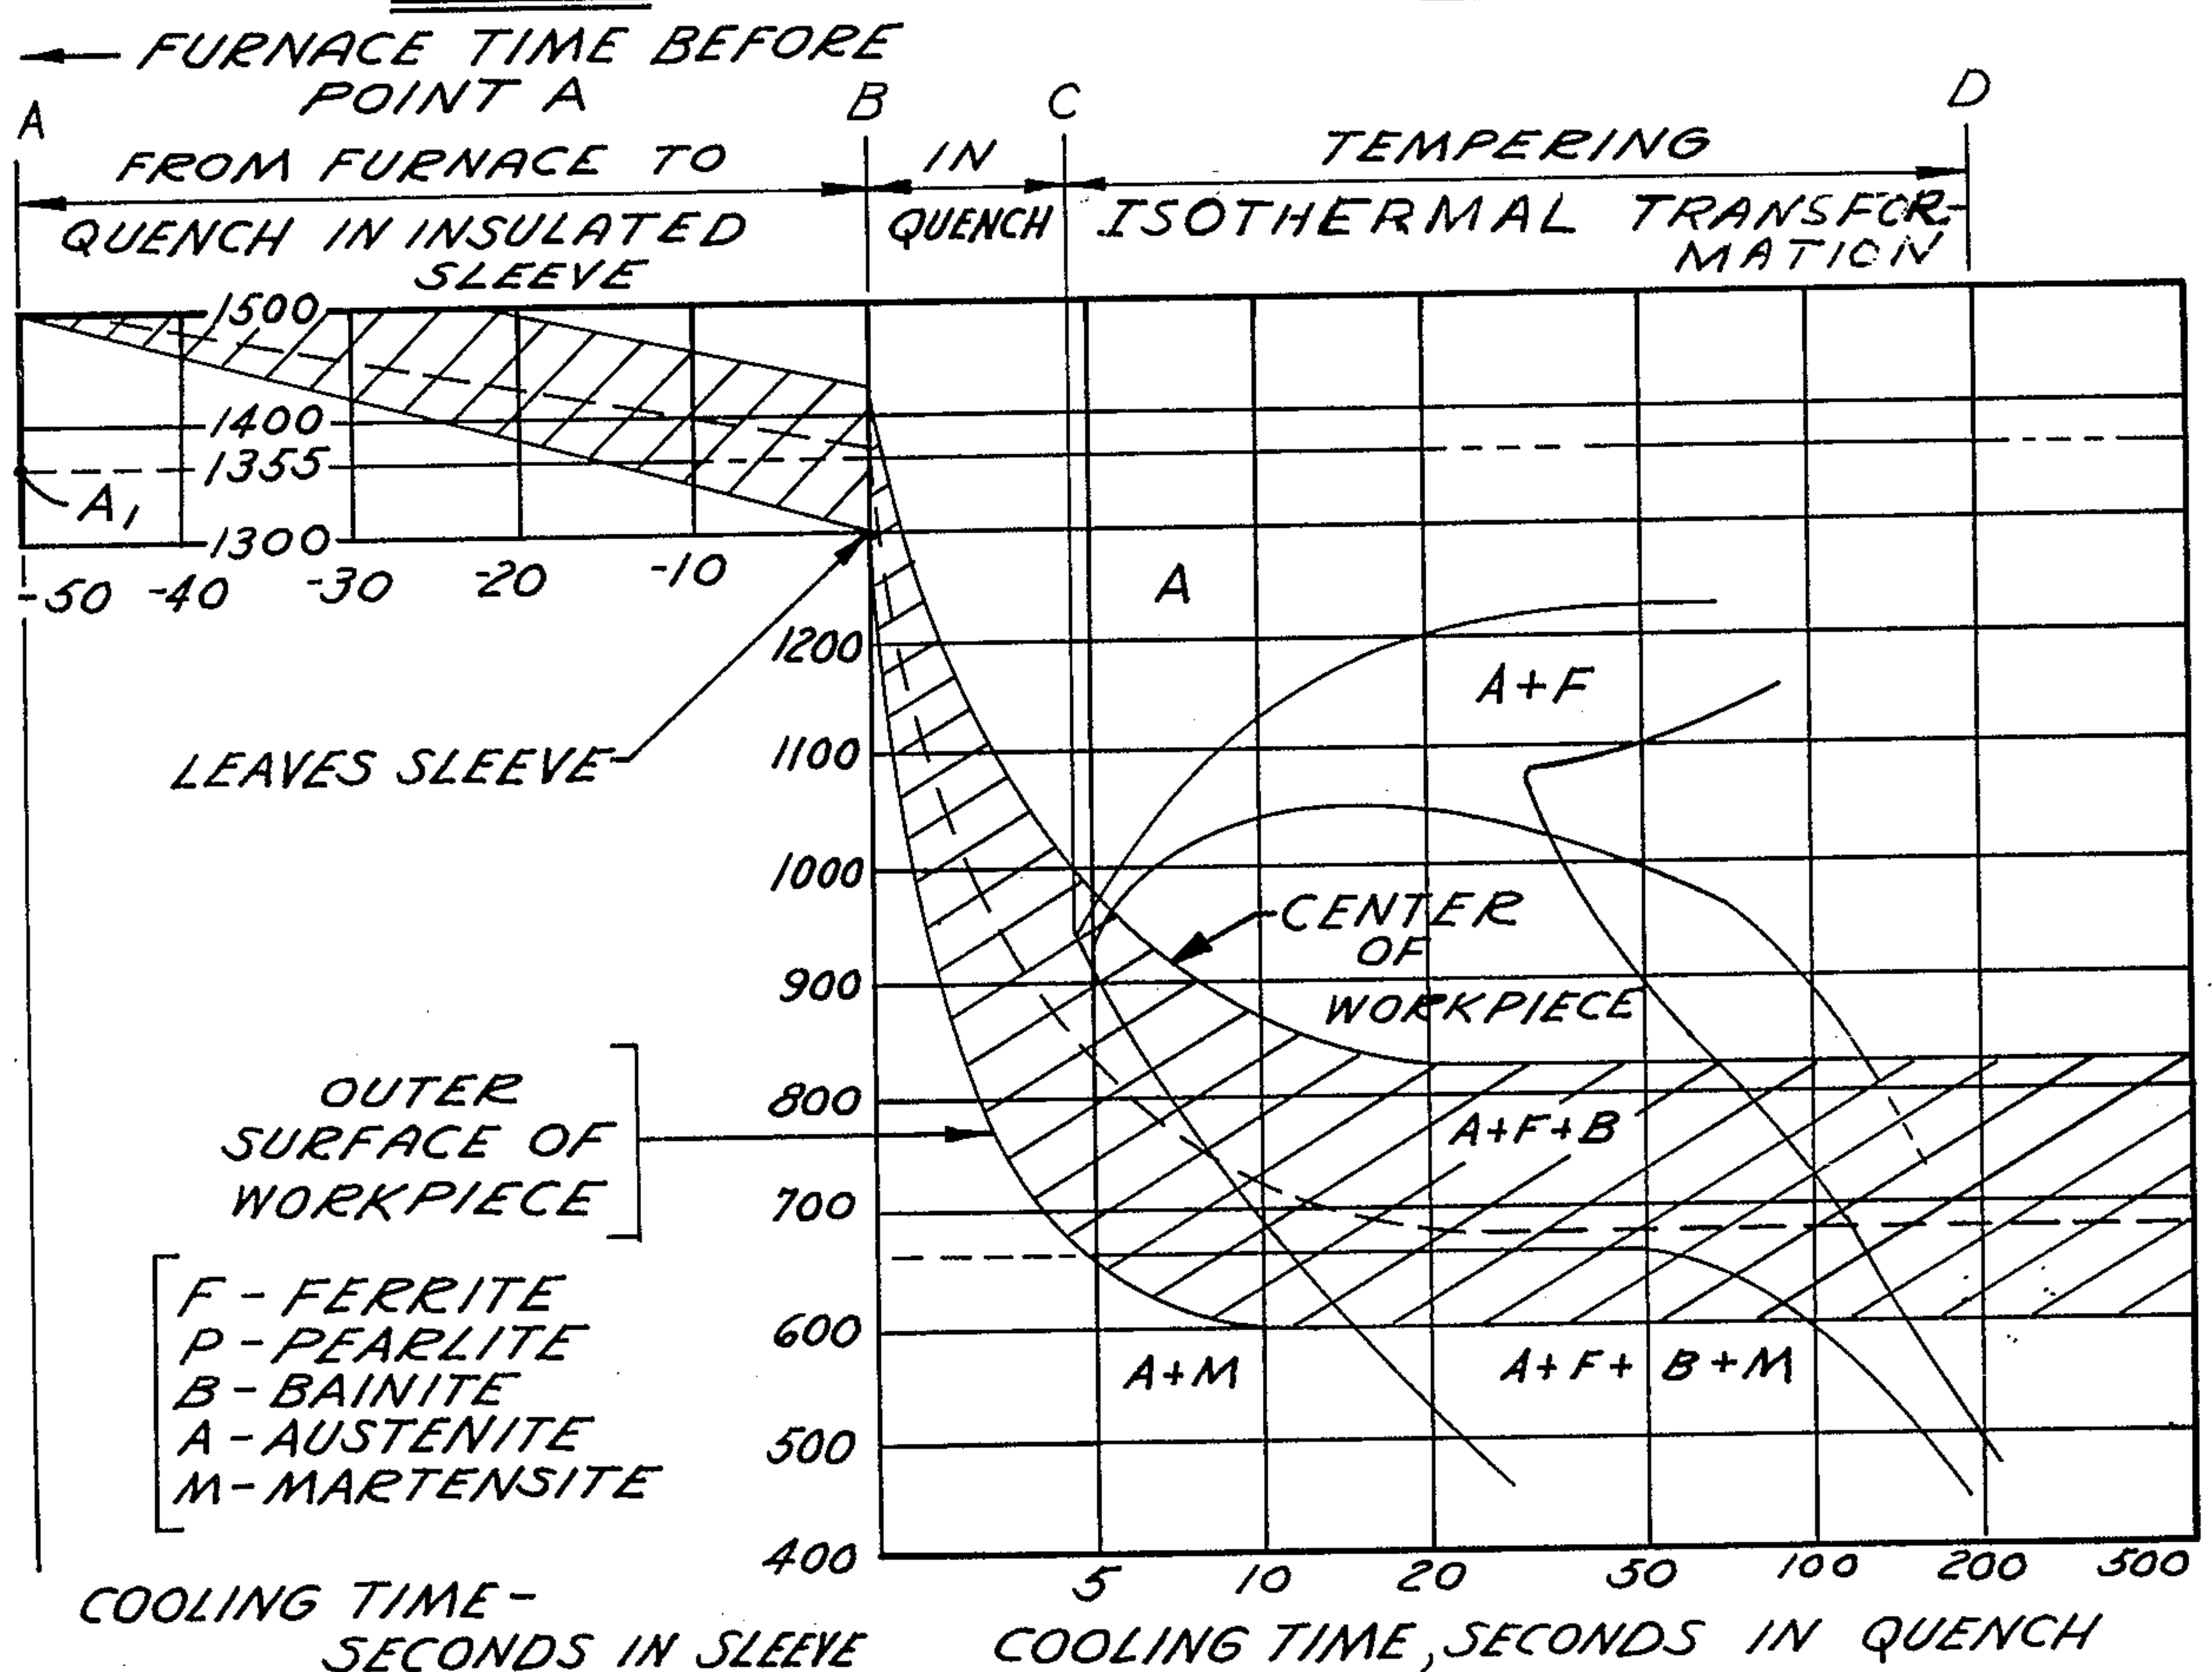 FURNACE TIME BEFORE
POINT A
A
B
C
D
FROM FURNACE TO
QUENCH IN INSULATED
SLEEVE
IN
QUENCH
TEMPERING
ISOTHERMAL TRANSFOR-
MATION
1500
1400
1355
A1
1300
-50 -40 -30 -20 -10
A
1200
A+F
LEAVES SLEEVE
1100
1000
CENTER
OF
WORKPIECE
900
OUTER
SURFACE OF
WORKPIECE
800
A+F+B
700
600
A+M
A+F+B+M
F - FERRITE
P - PEARLITE
B - BAINITE
A - AUSTENITE
M - MARTENSITE
500
400
5 10 20 50 100 200 500
COOLING TIME -
SECONDS IN SLEEVE
COOLING TIME, SECONDS IN QUENCH